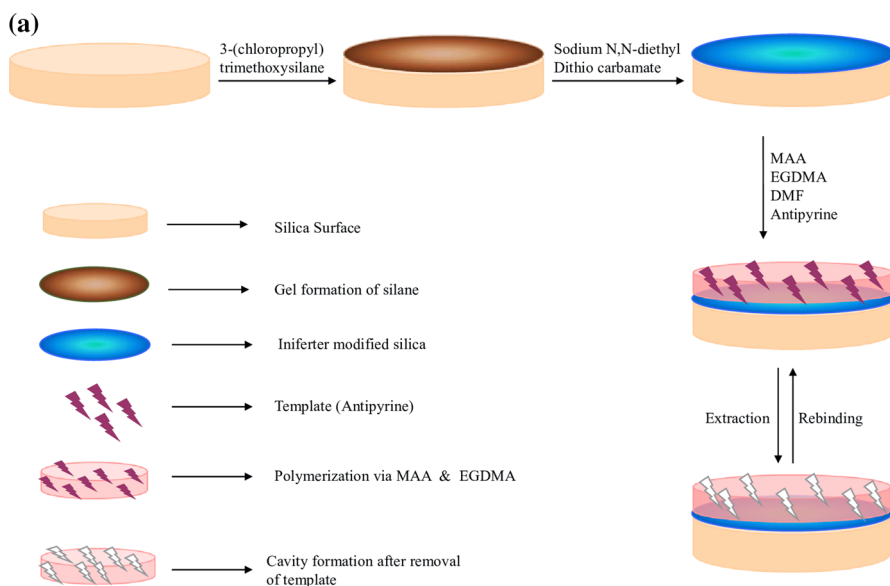 (a)
3-(chloropropyl)
trimethoxysilane
Sodium N,N-diethyl
Dithio carbamate
MAA
EGDMA
DMF
Antipyrine
Silica Surface
Gel formation of silane
Iniferter modified silica
Template (Antipyrine)
Polymerization via MAA & EGDMA
Cavity formation after removal
of template
Extraction
Rebinding